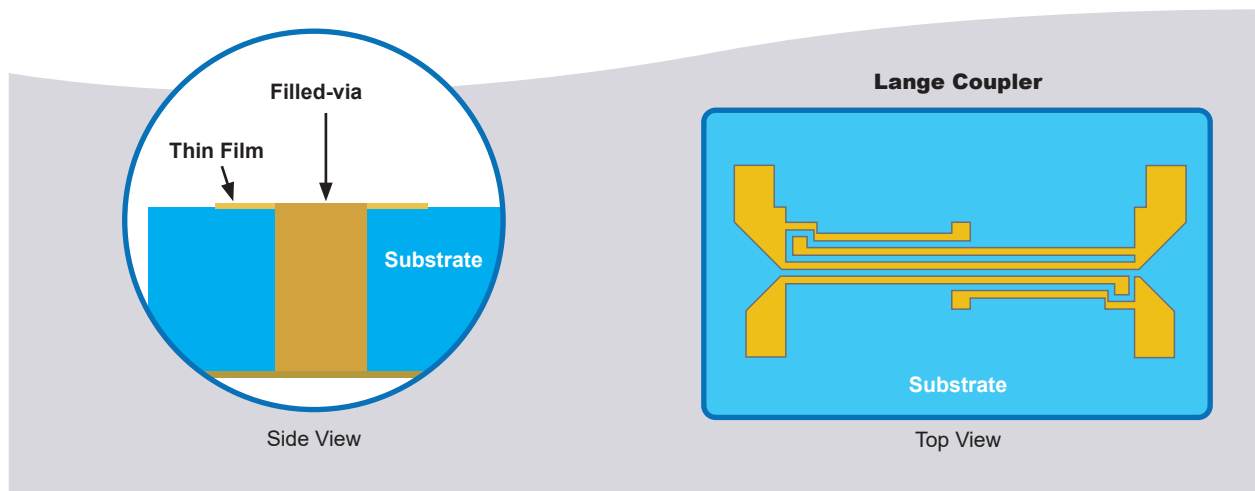 Filled-via
Thin Film
Substrate
Side View
Lange Coupler
Substrate
Top View